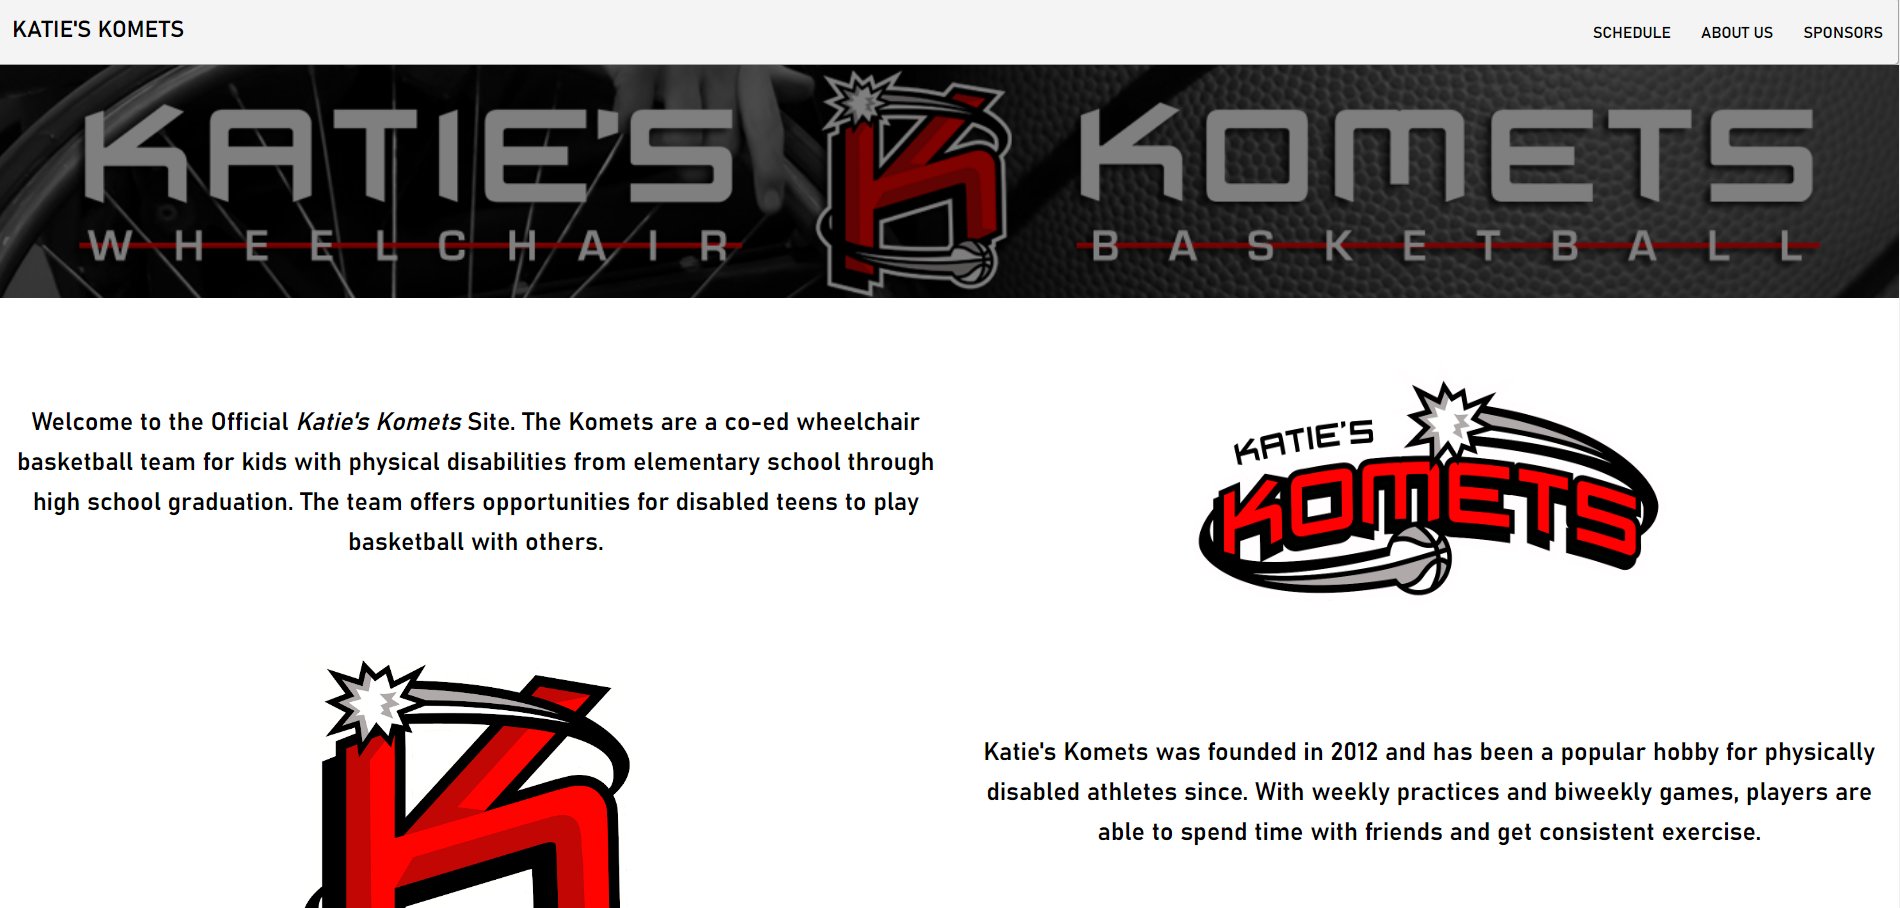 KATIE'S KOMETS
SCHEDULE ABOUT US SPONSORS
KATIE'S KOMETS
WHEELCHAIR BASKETBALL
Welcome to the Official Katie's Komets Site. The Komets are a co-ed wheelchair
basketball team for kids with physical disabilities from elementary school through
high school graduation. The team offers opportunities for disabled teens to play
basketball with others.
KATIE'S
KOMETS
Katie's Komets was founded in 2012 and has been a popular hobby for physically
disabled athletes since. With weekly practices and biweekly games, players are
able to spend time with friends and get consistent exercise.